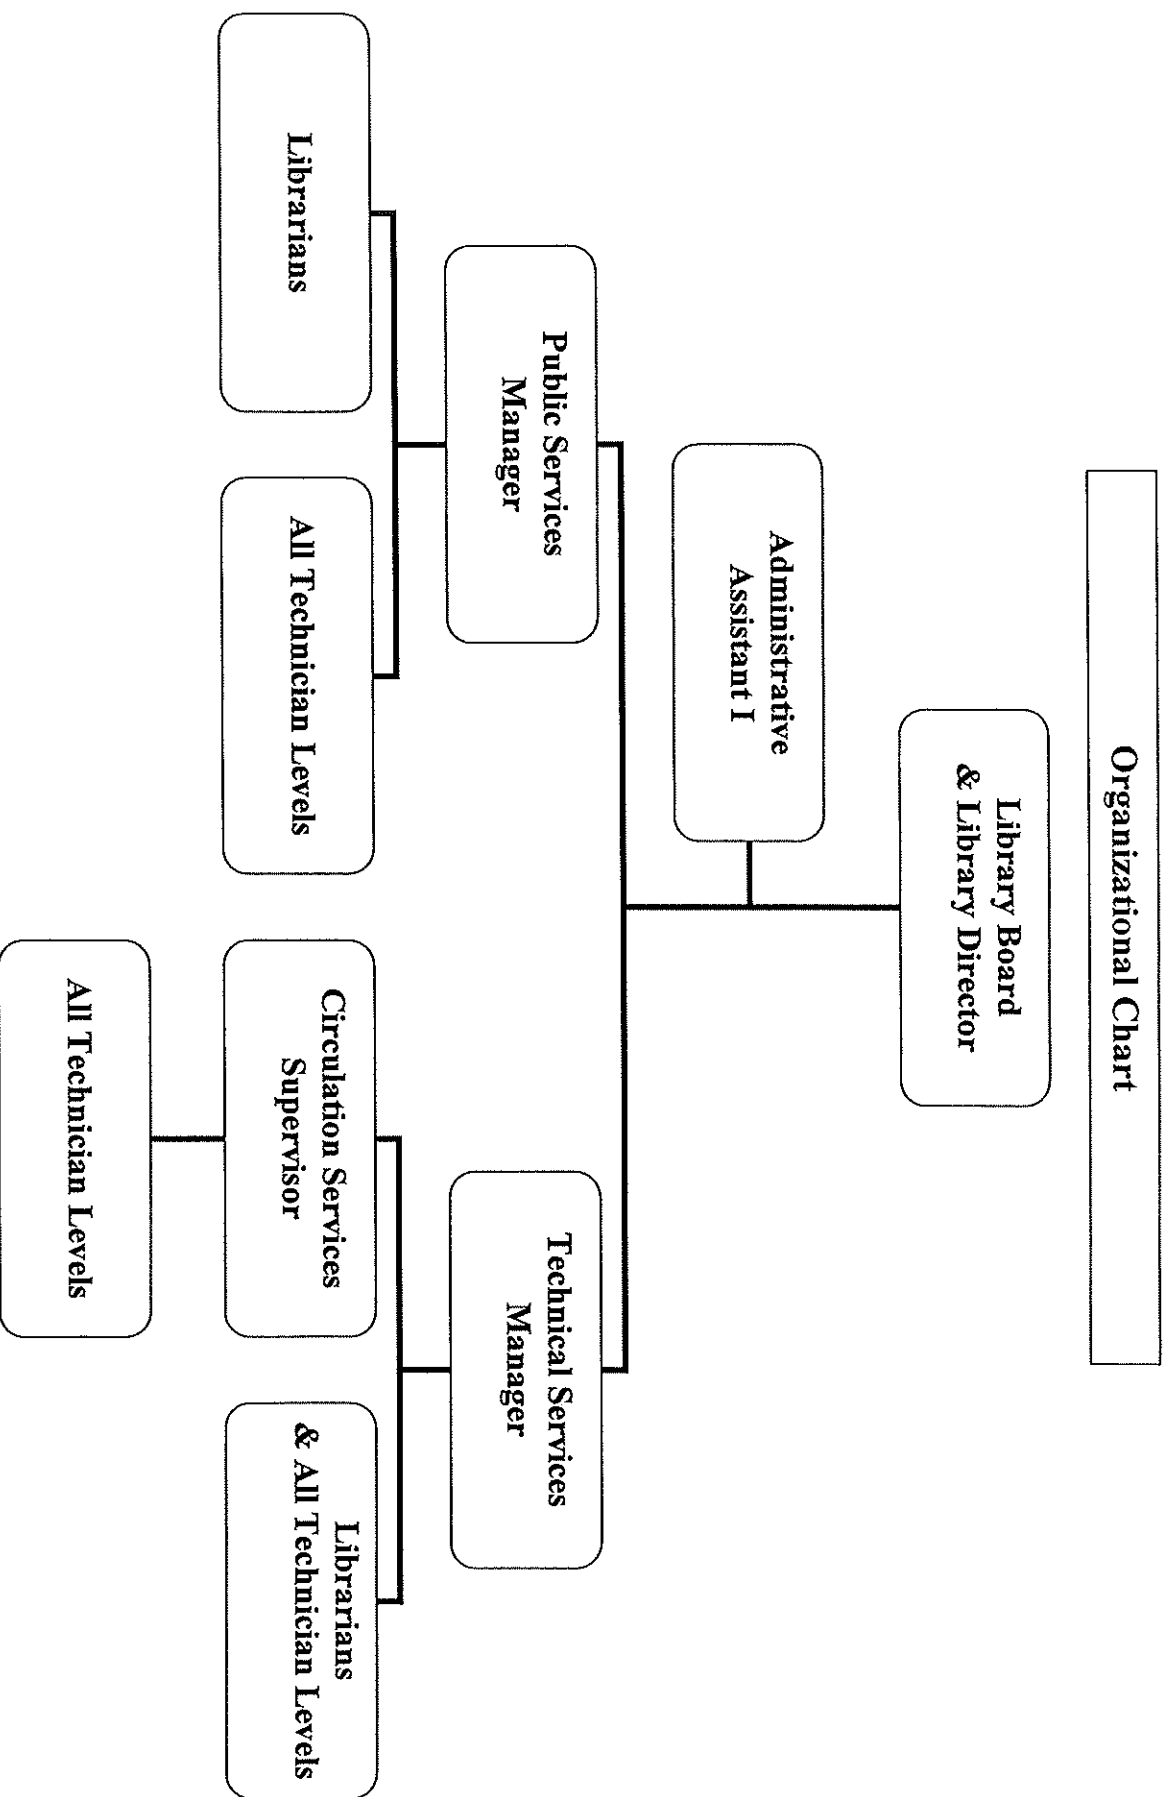 Organizational Chart
Library Board
& Library Director
Administrative
Assistant I
Public Services
Manager
Technical Services
Manager
Librarians
All Technician Levels
Circulation Services
Supervisor
Librarians
& All Technician Levels
All Technician Levels